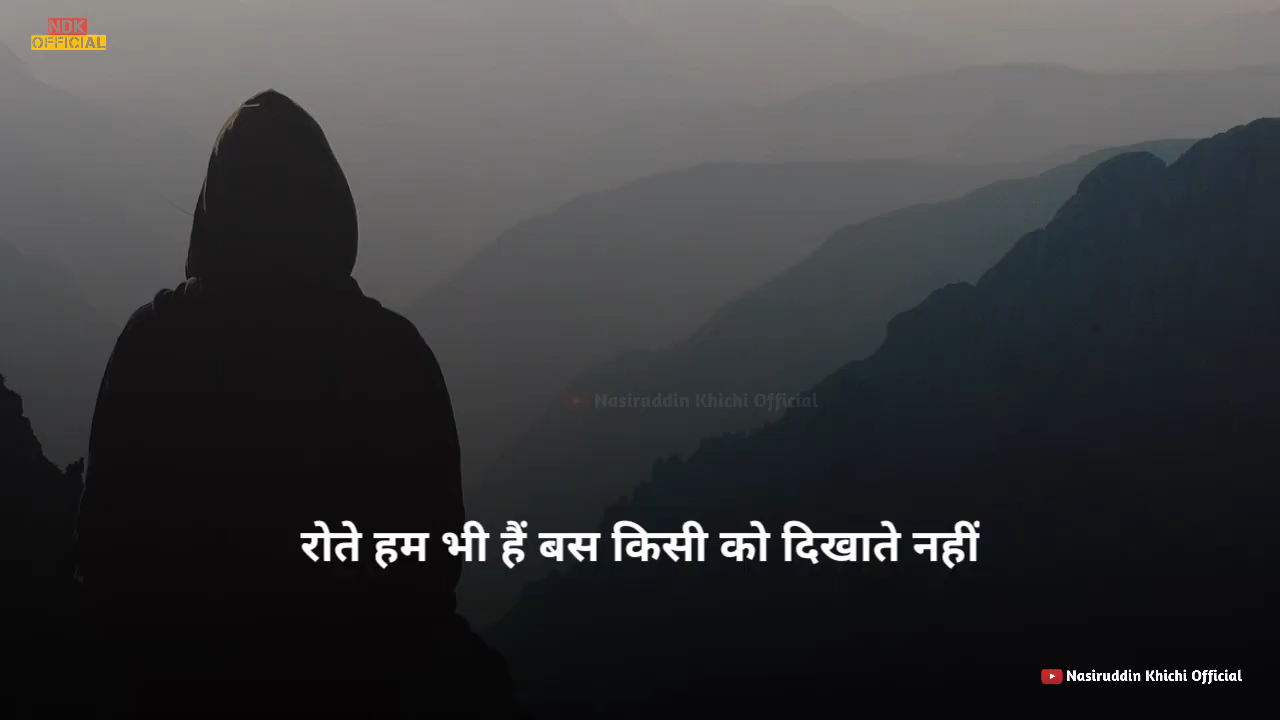 NDK
OFFICIAL
Nasiruddin Khichi Official
रोते हम भी हैं बस किसी को दिखाते नहीं
Nasiruddin Khichi Official